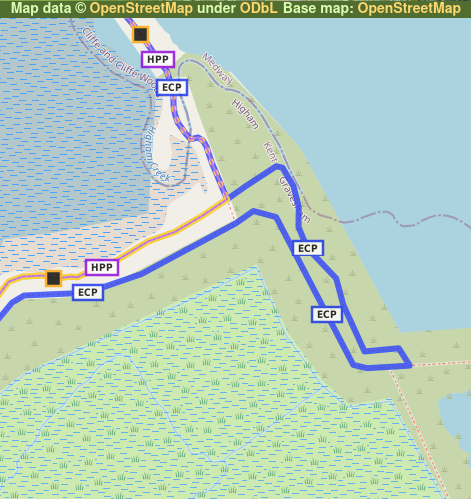 Map data © OpenStreetMap under ODbL Base map: OpenStreetMap
Cliffe and Cliffe Woo
HPP
ECP
Medway
Higham
Higham Creek
Kent
Gravesham
ECP
HPP
ECP
ECP